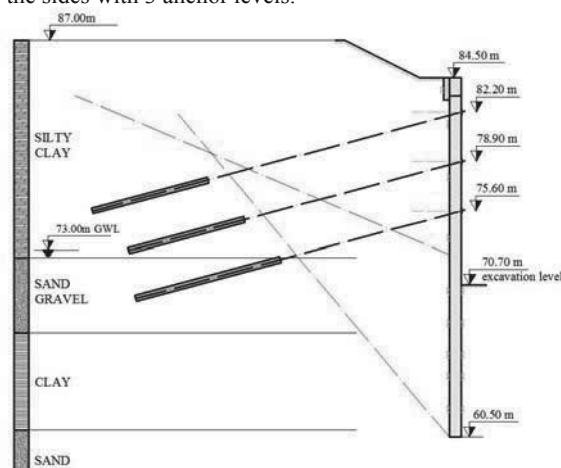 the sides with 3 anchor levels.
87.00m
84.50 m
82.20 m
78.90 m
75.60 m
SILTY
CLAY
73.00m GWL
70.70 m
excavation level
SAND
GRAVEL
CLAY
60.50 m
SAND